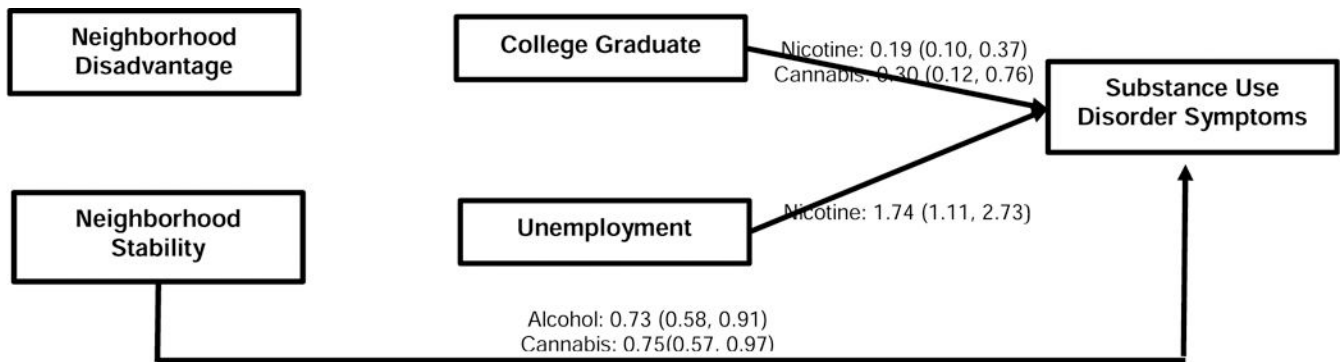 Neighborhood
Disadvantage
College Graduate
Nicotine: 0.19 (0.10, 0.37)
Cannabis: 0.30 (0.12, 0.76)
Substance Use
Disorder Symptoms
Neighborhood
Stability
Unemployment
Nicotine: 1.74 (1.11, 2.73)
Alcohol: 0.73 (0.58, 0.91)
Cannabis: 0.75(0.57, 0.97)